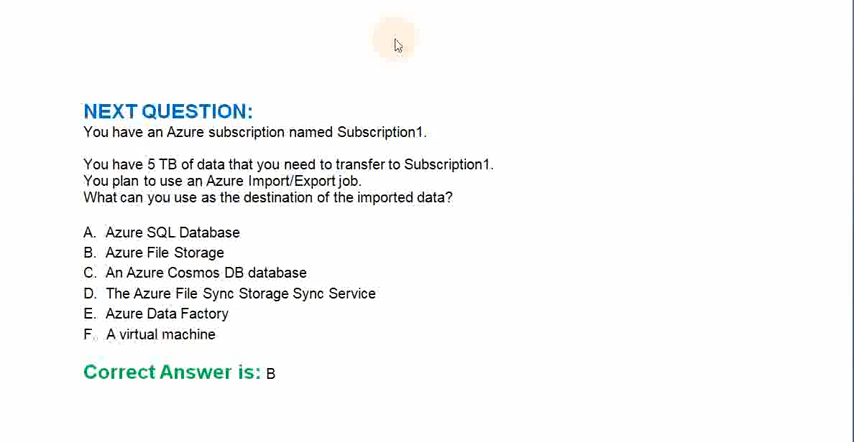 NEXT QUESTION:
You have an Azure subscription named Subscription1.
You have 5 TB of data that you need to transfer to Subscription1.
You plan to use an Azure Import/Export job.
What can you use as the destination of the imported data?
A. Azure SQL Database
B. Azure File Storage
C. An Azure Cosmos DB database
D. The Azure File Sync Storage Sync Service
E. Azure Data Factory
F. A virtual machine
Correct Answer is: B